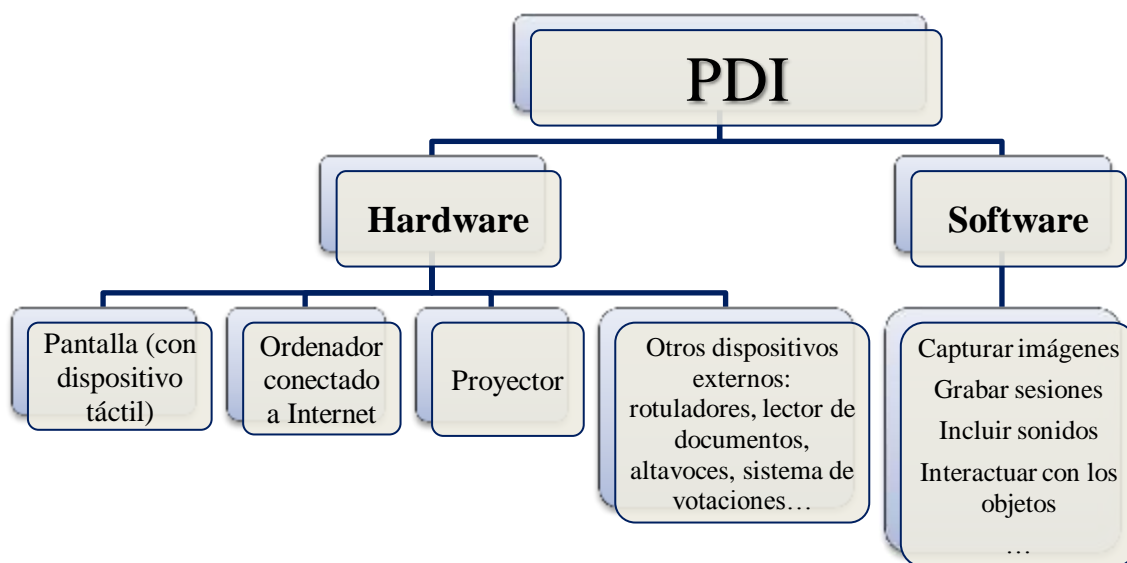 PDI
Hardware
Software
Pantalla (con
dispositivo
táctil)
Ordenador
conectado
a Internet
Proyector
Otros dispositivos
externos:
rotuladores, lector de
documentos,
altavoces, sistema de
votaciones…
Capturar imágenes
Grabar sesiones
Incluir sonidos
Interactuar con los
objetos
…